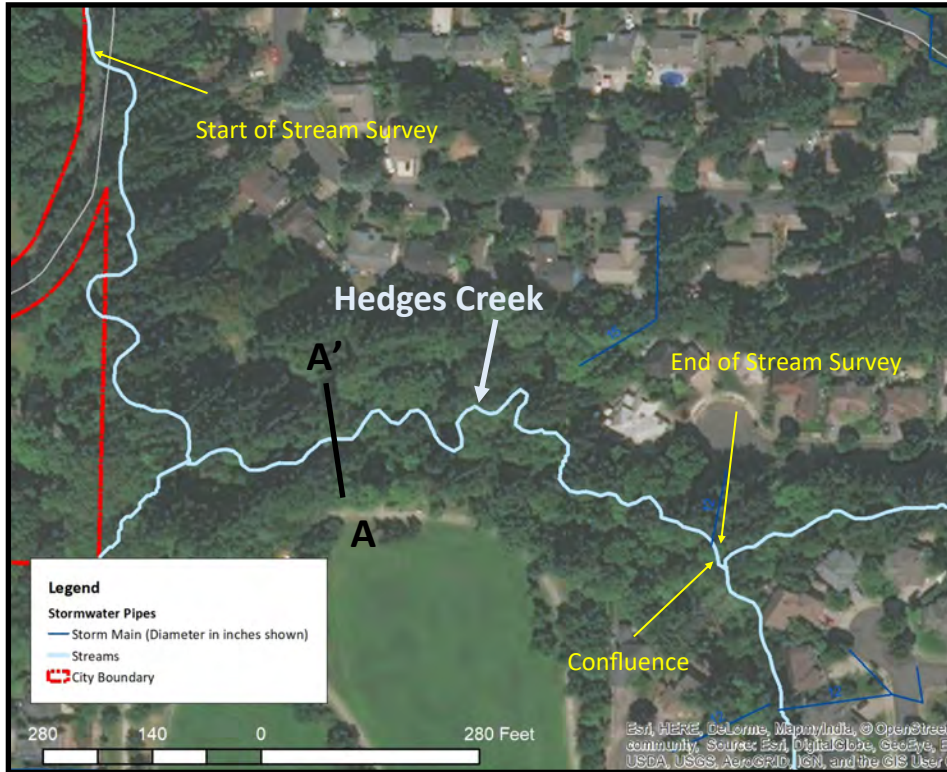 Start of Stream Survey
Hedges Creek
A'
End of Stream Survey
A
Confluence
Legend
Stormwater Pipes
Storm Main (Diameter in inches shown)
Streams
City Boundary
280 140 0 280 Feet
Esri, HERE, DeLorme, MapmyIndia, © OpenStree
community, Source: Esri, DigitalGlobe, GeoEye, E
USDA, USGS, AeroGRID, IGN, and the GIS User